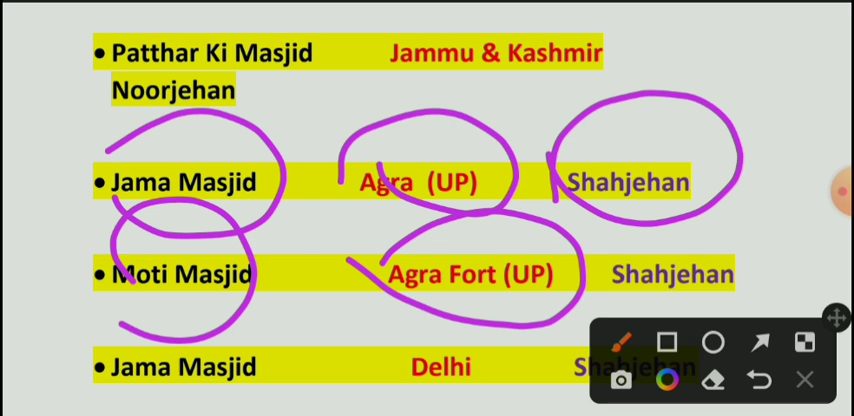 • Patthar Ki Masjid Jammu & Kashmir
Noorjehan
• Jama Masjid Agra (UP) Shahjehan
• Moti Masjid Agra Fort (UP) Shahjehan
• Jama Masjid Delhi Shahjehan